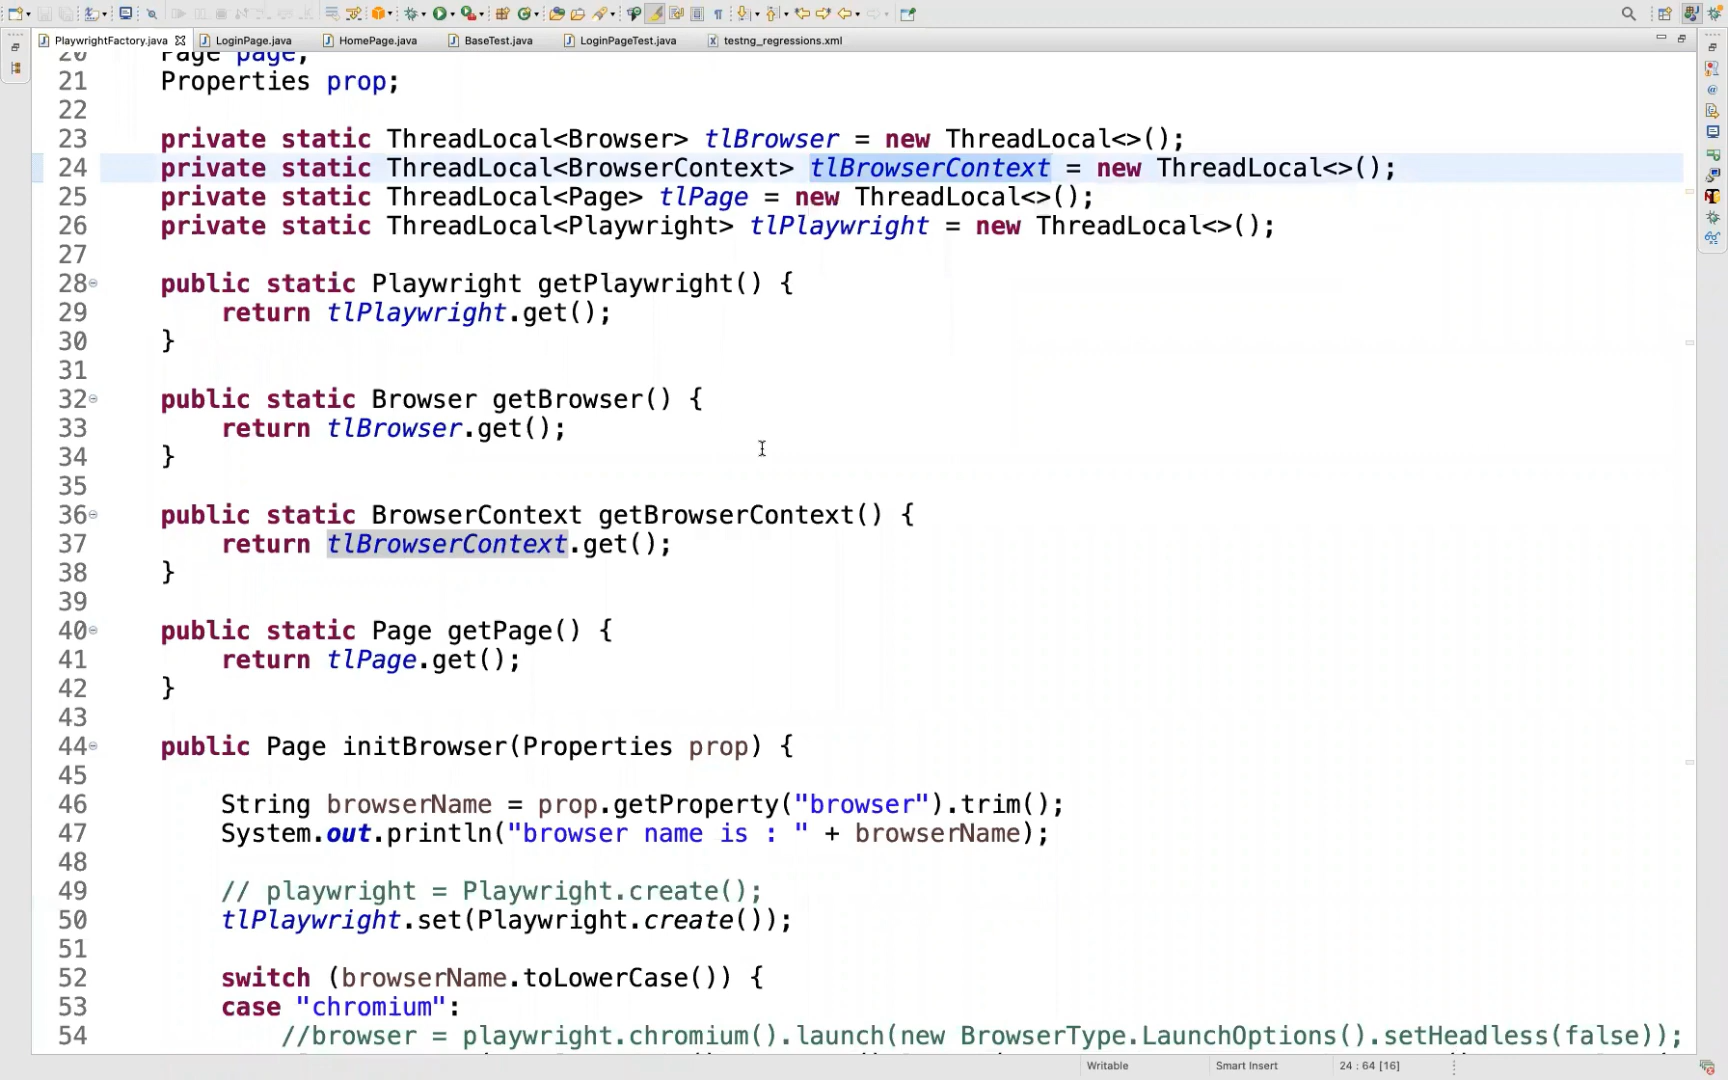 PlaywrightFactory.java LoginPage.java HomePage.java BaseTest.java LoginPageTest.java testng_regressions.xml
20 Page page;
21 Properties prop;
22
23 private static ThreadLocal<Browser> tlBrowser = new ThreadLocal<>();
24 private static ThreadLocal<BrowserContext> tlBrowserContext = new ThreadLocal<>();
25 private static ThreadLocal<Page> tlPage = new ThreadLocal<>();
26 private static ThreadLocal<Playwright> tlPlaywright = new ThreadLocal<>();
27
28 public static Playwright getPlaywright() {
29 return tlPlaywright.get();
30 }
31
32 public static Browser getBrowser() {
33 return tlBrowser.get();
34 }
35
36 public static BrowserContext getBrowserContext() {
37 return tlBrowserContext.get();
38 }
39
40 public static Page getPage() {
41 return tlPage.get();
42 }
43
44 public Page initBrowser(Properties prop) {
45
46 String browserName = prop.getProperty("browser").trim();
47 System.out.println("browser name is : " + browserName);
48
49 // playwright = Playwright.create();
50 tlPlaywright.set(Playwright.create());
51
52 switch (browserName.toLowerCase()) {
53 case "chromium":
54 //browser = playwright.chromium().launch(new BrowserType.LaunchOptions().setHeadless(false));
Writable Smart Insert 24 : 64 [16]